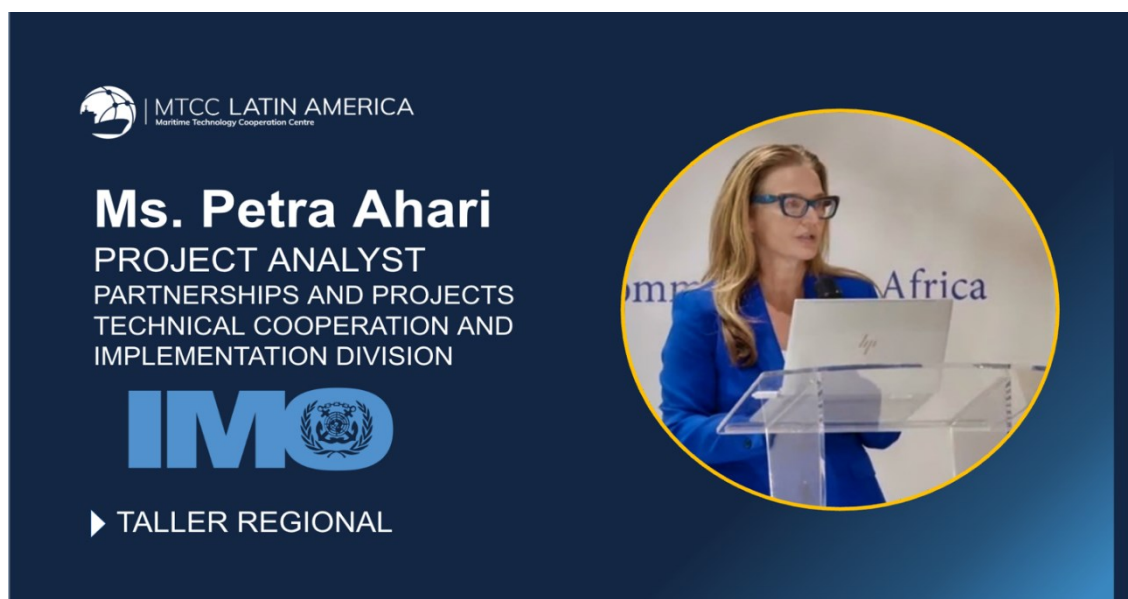 MTCC LATIN AMERICA
Maritime Technology Cooperation Centre
Ms. Petra Ahari
PROJECT ANALYST
PARTNERSHIPS AND PROJECTS
TECHNICAL COOPERATION AND
IMPLEMENTATION DIVISION
IMO
TALLER REGIONAL
Africa
hp